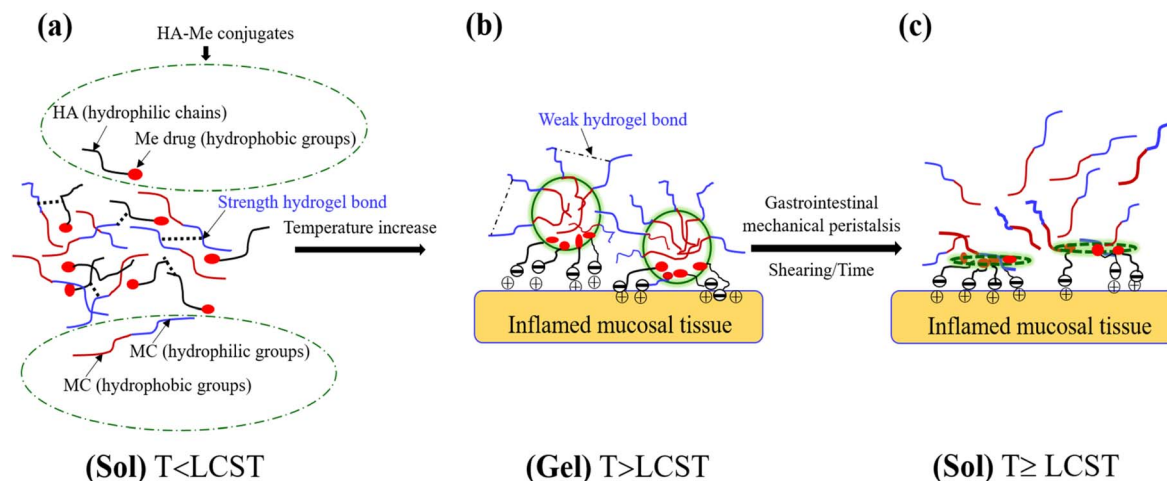 (a)
HA-Me conjugates
HA (hydrophilic chains)
Me drug (hydrophobic groups)
Strength hydrogel bond
MC (hydrophilic groups)
MC (hydrophobic groups)
(Sol) T<LCST
Temperature increase
(b)
Weak hydrogel bond
Inflamed mucosal tissue
(Gel) T>LCST
Gastrointestinal
mechanical peristalsis
Shearing/Time
(c)
Inflamed mucosal tissue
(Sol) T≥ LCST